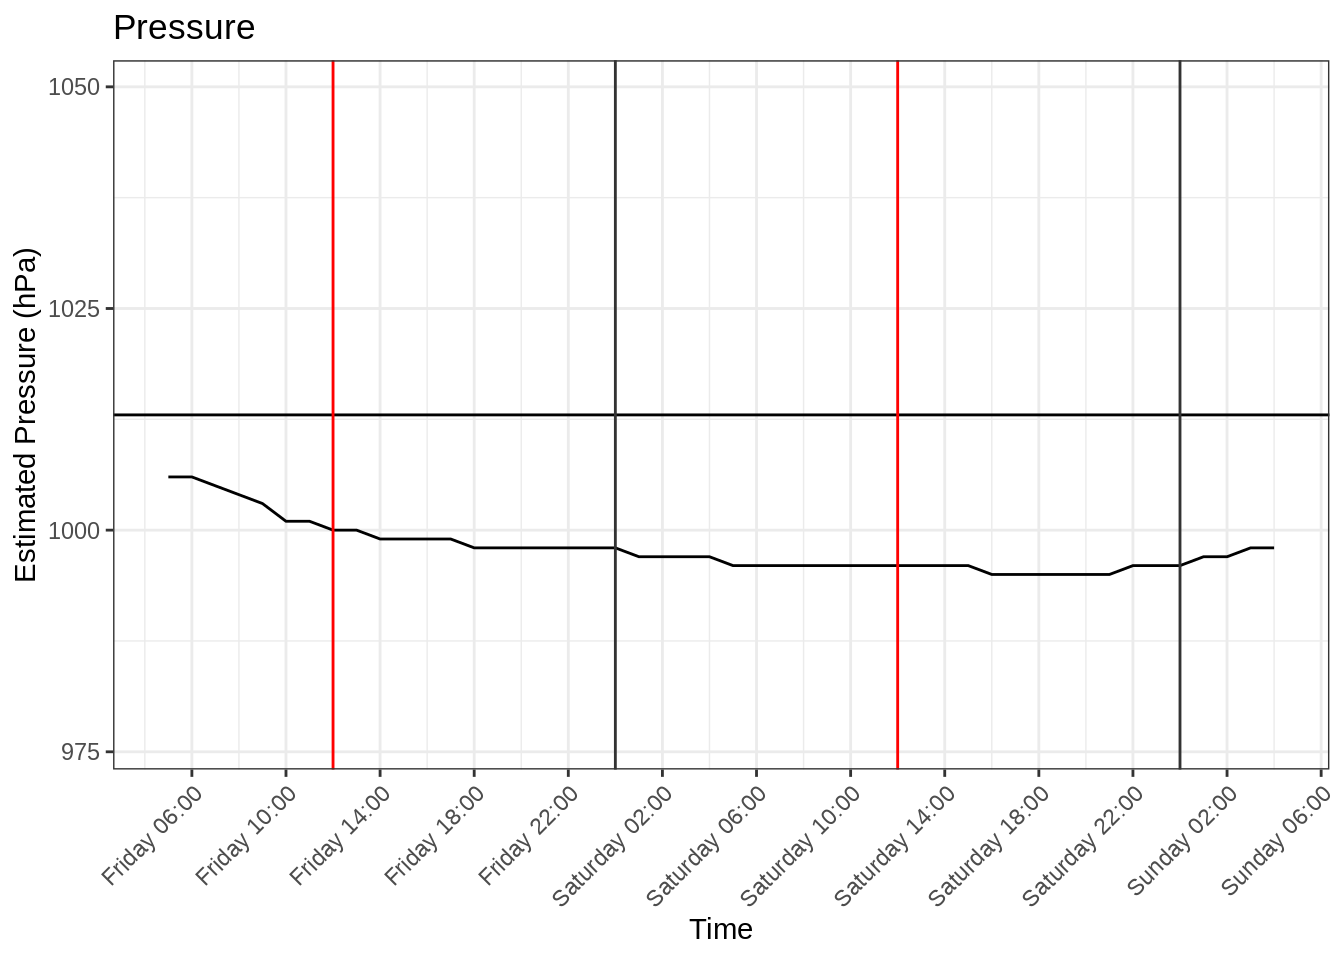 Pressure
Estimated Pressure (hPa)
1050
1025
1000
975
Friday 06:00
Friday 10:00
Friday 14:00
Friday 18:00
Friday 22:00
Saturday 02:00
Saturday 06:00
Saturday 10:00
Saturday 14:00
Saturday 18:00
Saturday 22:00
Sunday 02:00
Sunday 06:00
Time